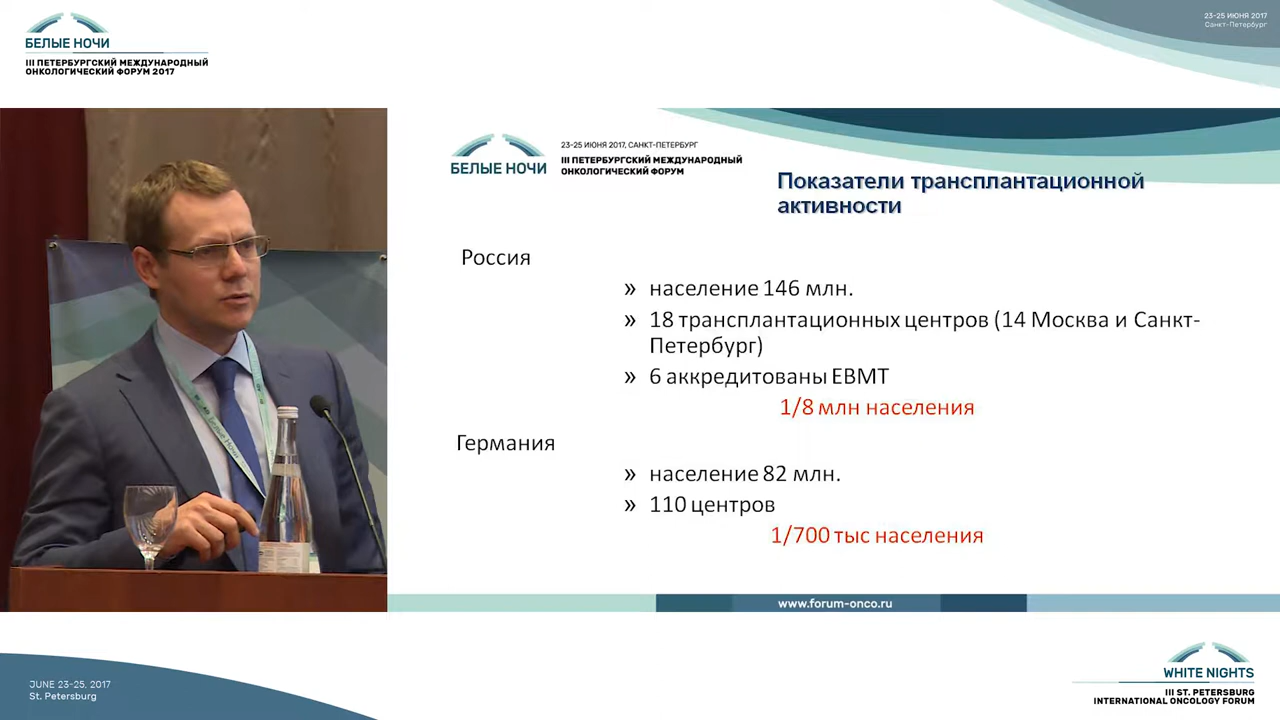 БЕЛЫЕ НОЧИ
III ПЕТЕРБУРГСКИЙ МЕЖДУНАРОДНЫЙ
ОНКОЛОГИЧЕСКИЙ ФОРУМ 2017
23-25 ИЮНЯ 2017
Санкт-Петербург
БЕЛЫЕ НОЧИ
23-25 ИЮНЯ 2017, САНКТ-ПЕТЕРБУРГ
III ПЕТЕРБУРГСКИЙ МЕЖДУНАРОДНЫЙ
ОНКОЛОГИЧЕСКИЙ ФОРУМ
Показатели трансплантационной
активности
Россия
» население 146 млн.
» 18 трансплантационных центров (14 Москва и Санкт-
Петербург)
» 6 аккредитованы ЕВМТ
1/8 млн населения
Германия
» население 82 млн.
» 110 центров
1/700 тыс населения
www.forum-onco.ru
JUNE 23-25, 2017
St. Petersburg
WHITE NIGHTS
III ST. PETERSBURG
INTERNATIONAL ONCOLOGY FORUM